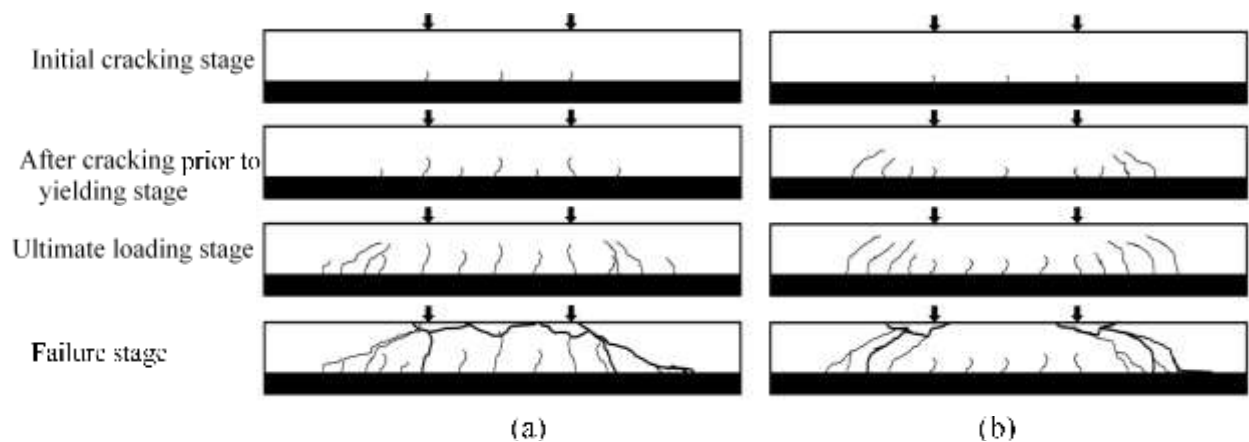 Initial cracking stage
After cracking prior to
yielding stage
Ultimate loading stage
Failure stage
(a)
(b)